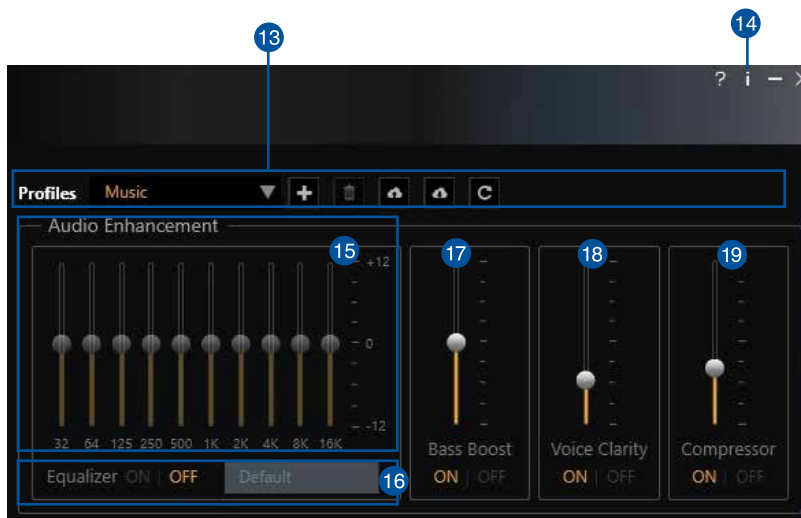 13
14
? i
Profiles Music
Audio Enhancement
15 17 18 19
+12
0
-12
32 64 125 250 500 1K 2K 4K 8K 16K
Bass Boost Voice Clarity Compressor
Equalizer ON | OFF Default 16 ON | OFF ON | OFF ON | OFF